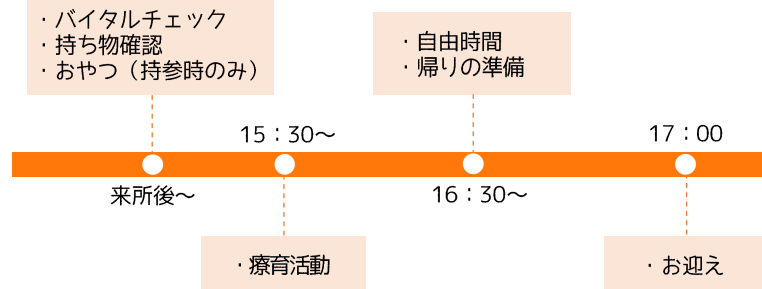 ・バイタルチェック
・持ち物確認
・おやつ（持参時のみ）
来所後～
15：30～
・療育活動
・自由時間
・帰りの準備
16：30～
17：00
・お迎え